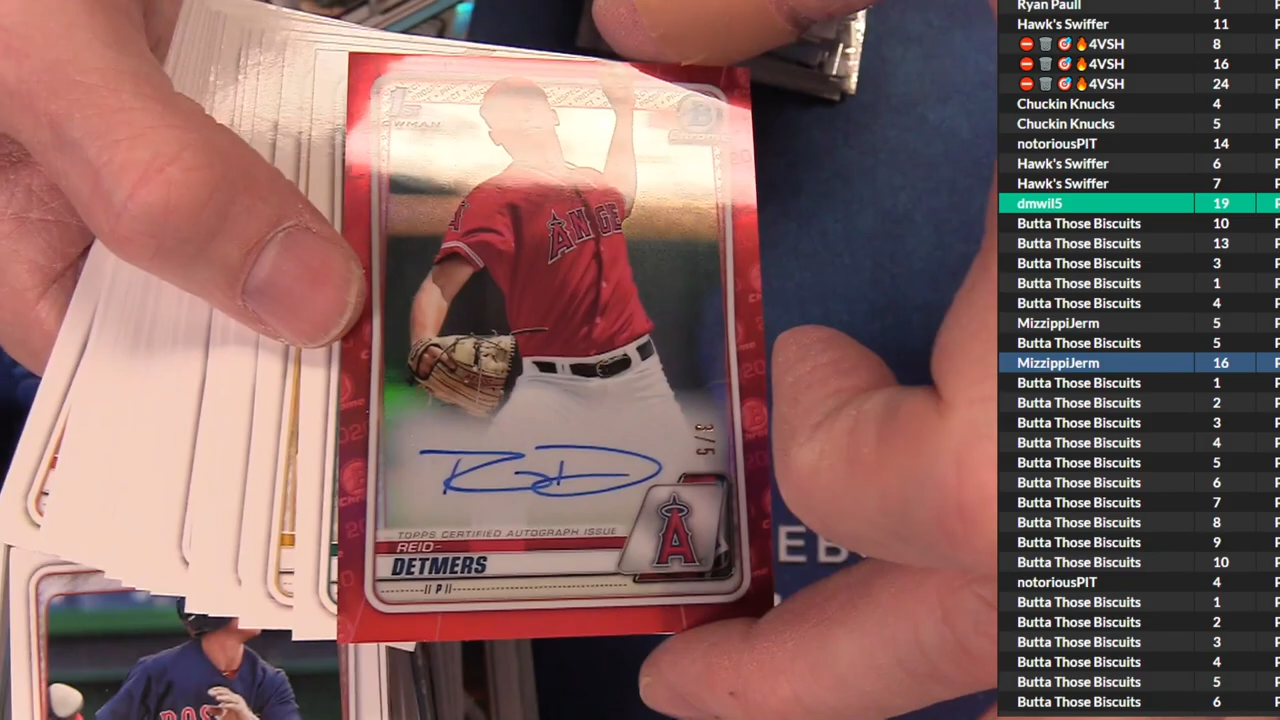 1ST
BOWMAN
B
Chrome
ANGE
3/5
TOPPS CERTIFIED AUTOGRAPH ISSUE
REID
DETMERS
P
A
EB
BOS
Ryan Paull 1
Hawk's Swiffer 11
⛔ 🗑 🎯 🔥4VSH 8
⛔ 🗑 🎯 🔥4VSH 16
⛔ 🗑 🎯 🔥4VSH 24
Chuckin Knucks 4
Chuckin Knucks 5
notoriousPIT 14
Hawk's Swiffer 6
Hawk's Swiffer 7
dmwil5 19
Butta Those Biscuits 10
Butta Those Biscuits 13
Butta Those Biscuits 3
Butta Those Biscuits 1
Butta Those Biscuits 4
MizzippiJerm 5
Butta Those Biscuits 5
MizzippiJerm 16
Butta Those Biscuits 1
Butta Those Biscuits 2
Butta Those Biscuits 3
Butta Those Biscuits 4
Butta Those Biscuits 5
Butta Those Biscuits 6
Butta Those Biscuits 7
Butta Those Biscuits 8
Butta Those Biscuits 9
Butta Those Biscuits 10
notoriousPIT 4
Butta Those Biscuits 1
Butta Those Biscuits 2
Butta Those Biscuits 3
Butta Those Biscuits 4
Butta Those Biscuits 5
Butta Those Biscuits 6